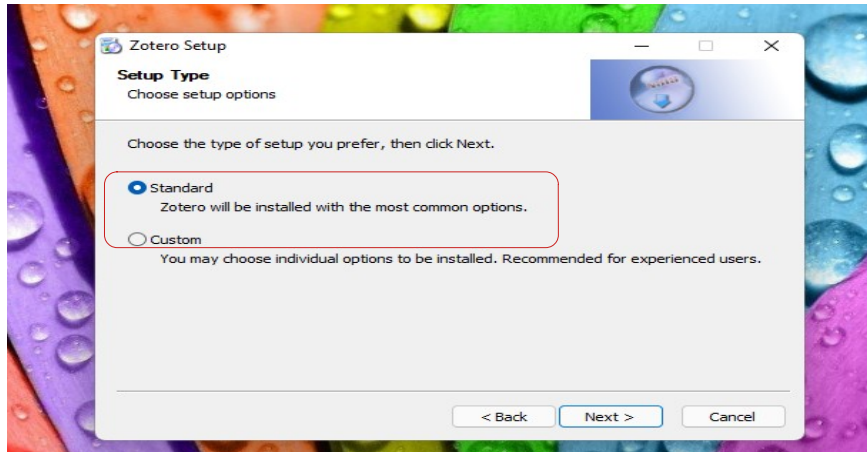 Zotero Setup
Setup Type
Choose setup options
Choose the type of setup you prefer, then click Next.
Standard
Zotero will be installed with the most common options.
Custom
You may choose individual options to be installed. Recommended for experienced users.
< Back
Next >
Cancel